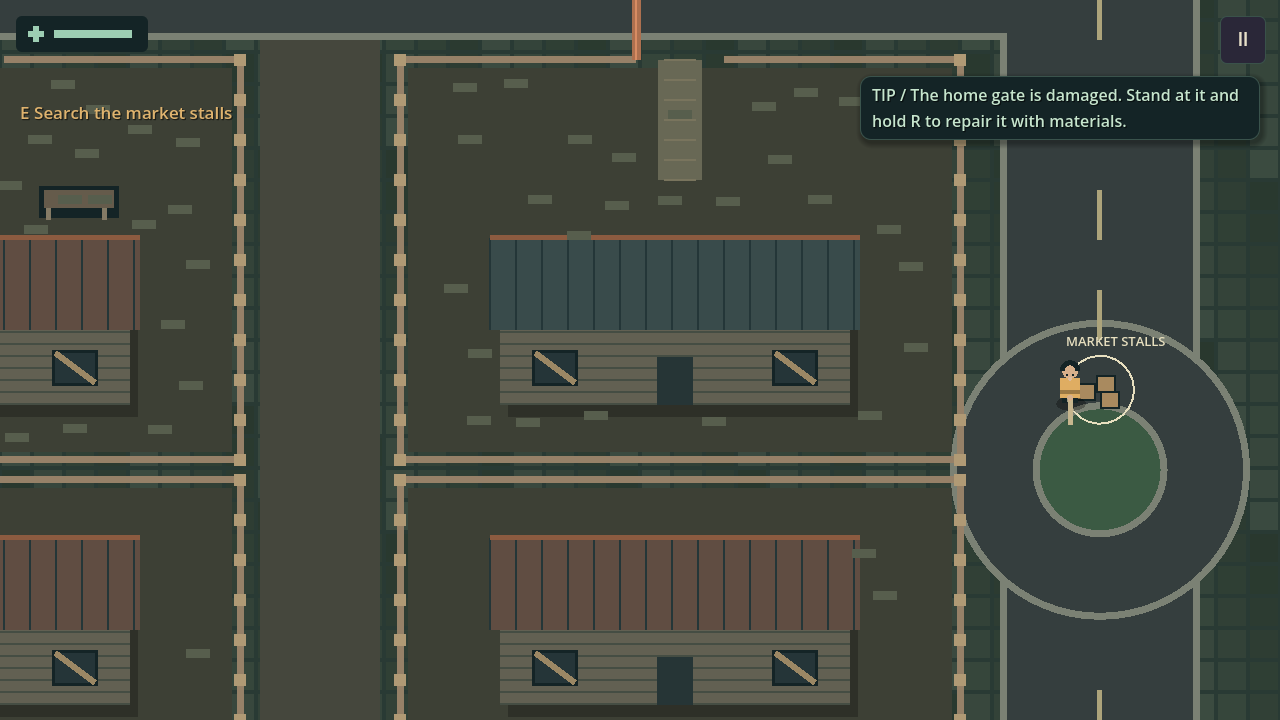 E Search the market stalls
TIP / The home gate is damaged. Stand at it and
hold R to repair it with materials.
MARKET STALLS